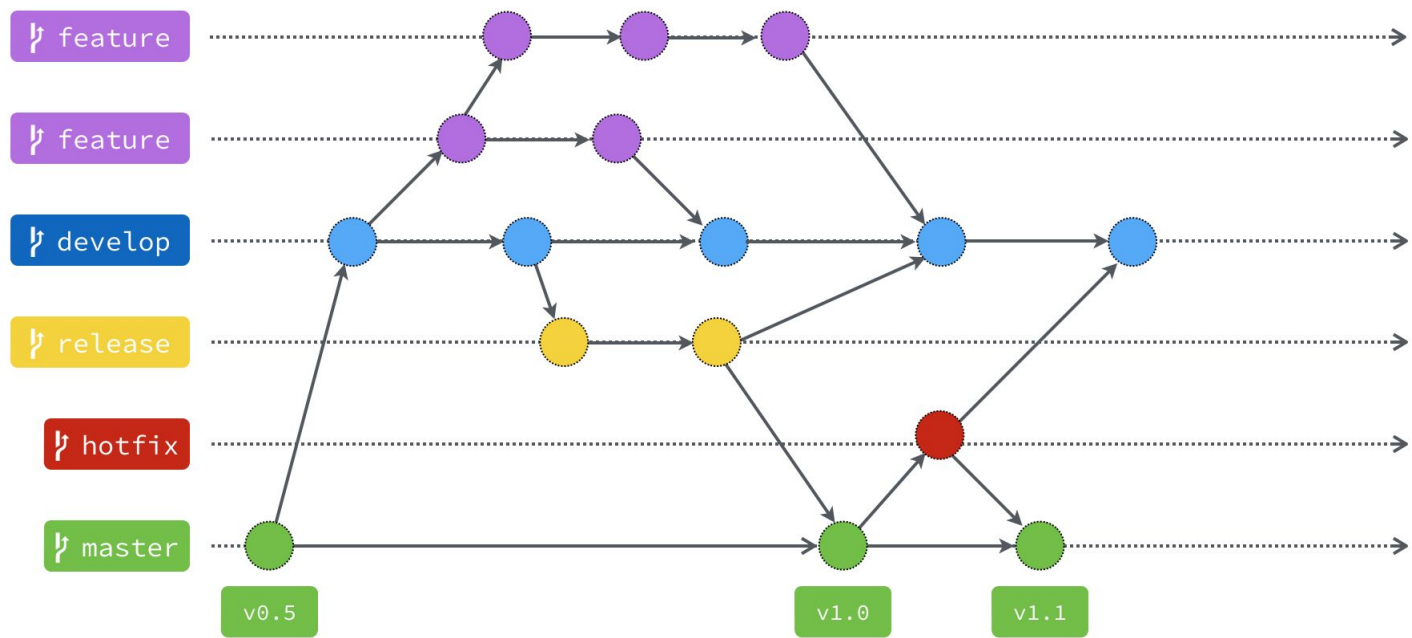 feature
feature
develop
release
hotfix
master
v0.5
v1.0
v1.1